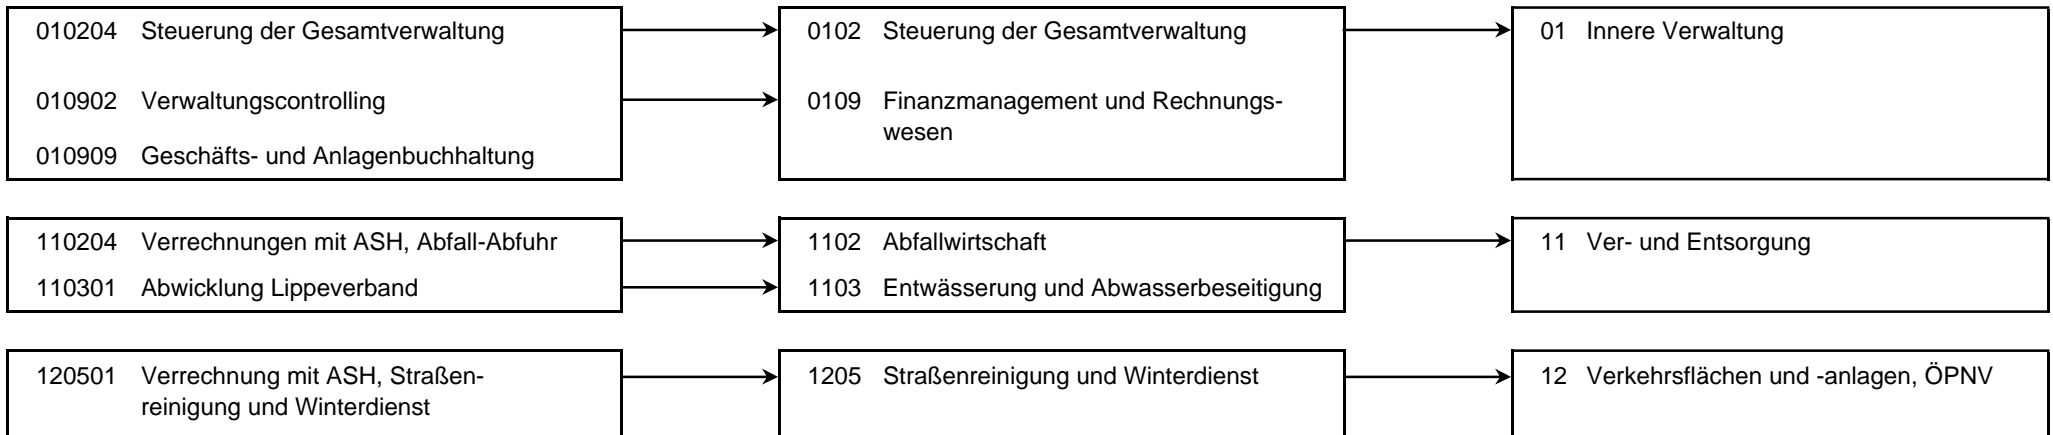 010204 Steuerung der Gesamtverwaltung 0102 Steuerung der Gesamtverwaltung 01 Innere Verwaltung
010902 Verwaltungscontrolling 0109 Finanzmanagement und Rechnungs-
wesen
010909 Geschäfts- und Anlagenbuchhaltung
110204 Verrechnungen mit ASH, Abfall-Abfuhr 1102 Abfallwirtschaft 11 Ver- und Entsorgung
110301 Abwicklung Lippeverband 1103 Entwässerung und Abwasserbeseitigung
120501 Verrechnung mit ASH, Straßen- 1205 Straßenreinigung und Winterdienst 12 Verkehrsflächen und -anlagen, ÖPNV
reinigung und Winterdienst